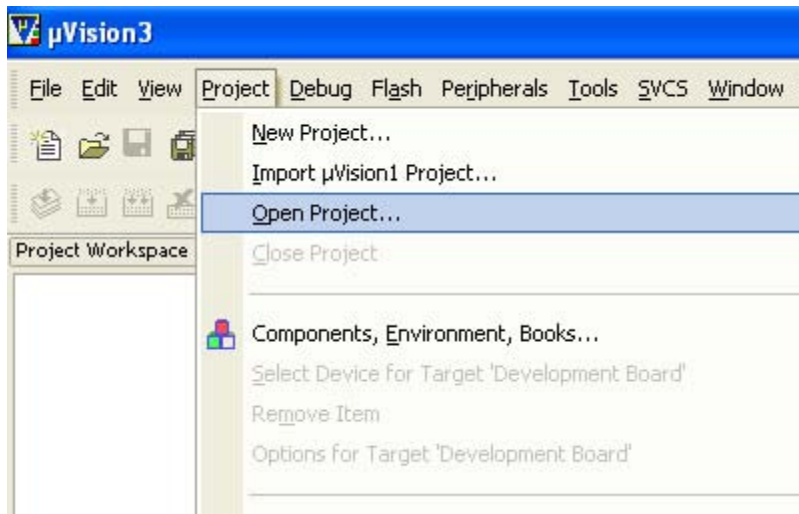 µVision3
File Edit View Project Debug Flash Peripherals Tools SVCS Window
New Project...
Import µVision1 Project...
Open Project...
Project Workspace
Close Project
Components, Environment, Books...
Select Device for Target 'Development Board'
Remove Item
Options for Target 'Development Board'